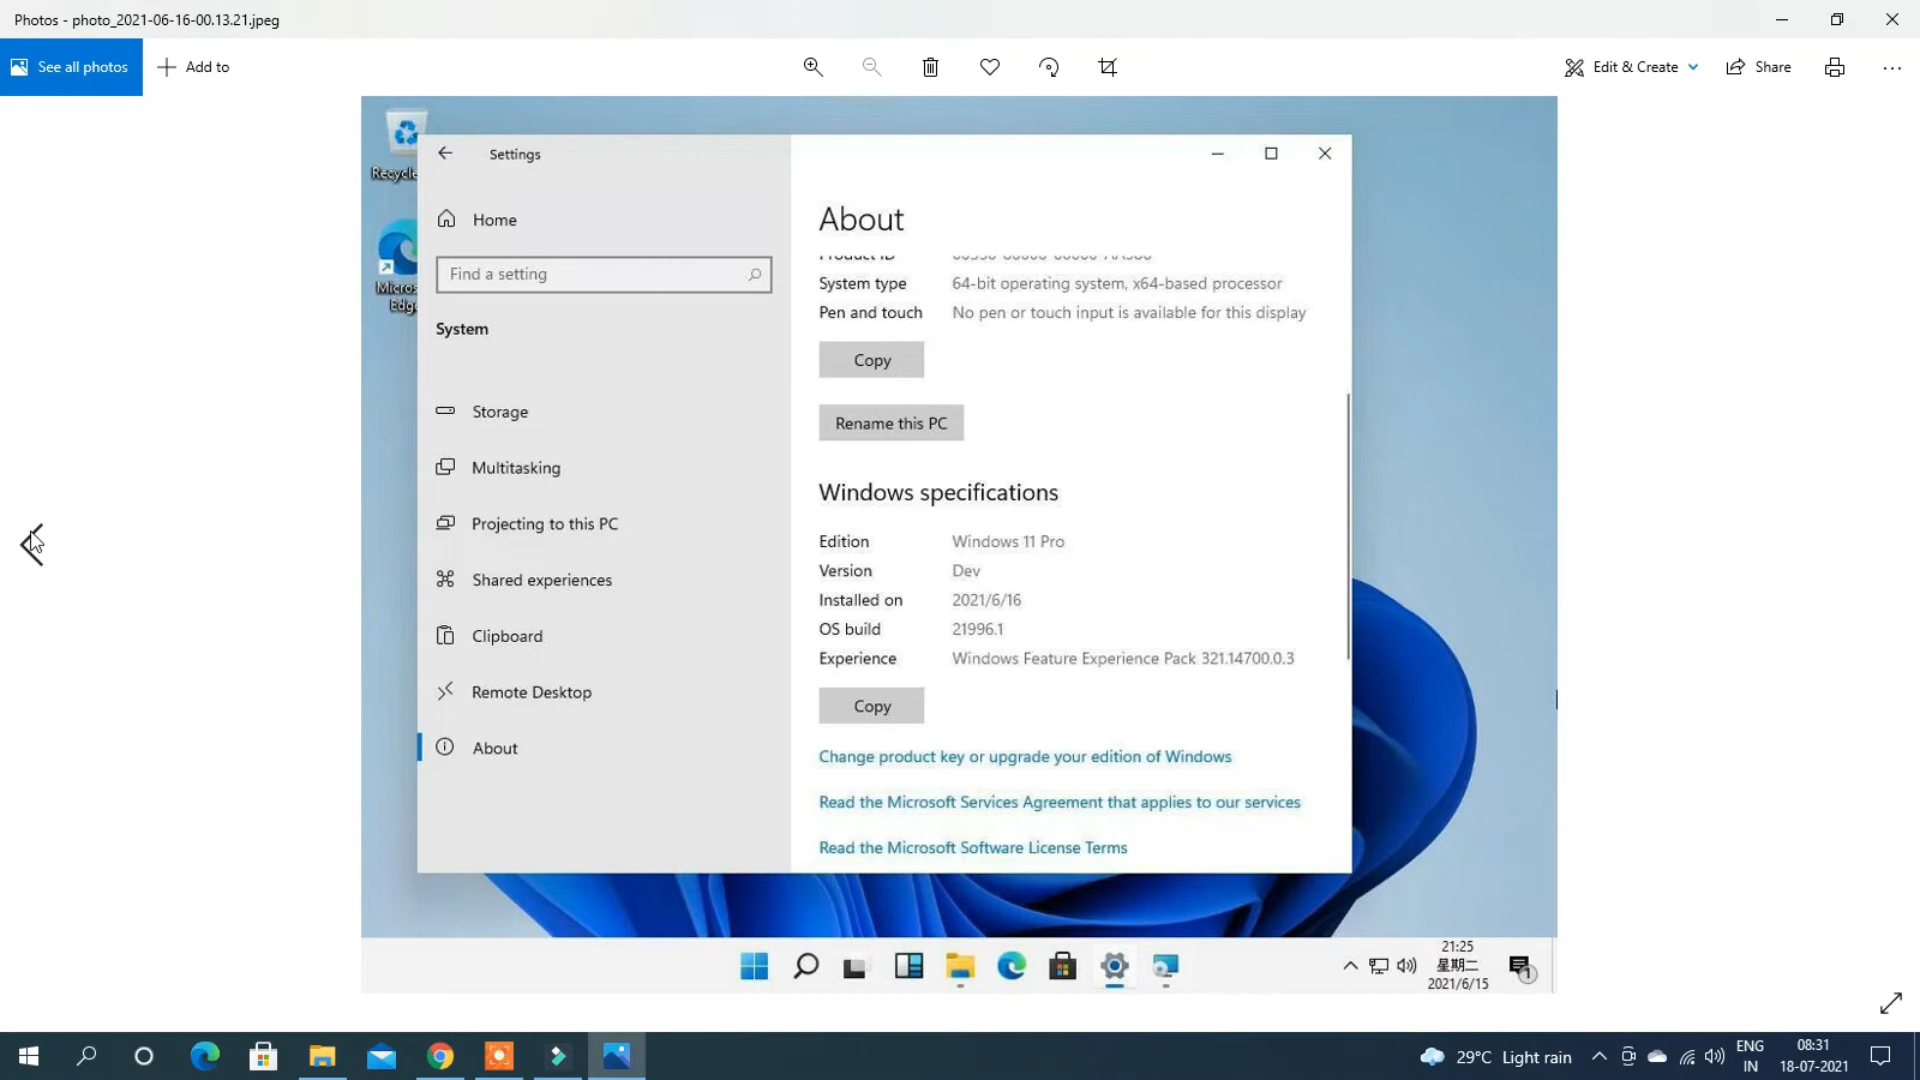 Photos - photo_2021-06-16-00.13.21.jpeg
See all photos
Add to
Edit & Create
Share
Recycle
Micros
Edge
Settings
Home
Find a setting
System
Storage
Multitasking
Projecting to this PC
Shared experiences
Clipboard
Remote Desktop
About
About
Product ID
System type 64-bit operating system, x64-based processor
Pen and touch No pen or touch input is available for this display
Copy
Rename this PC
Windows specifications
Edition Windows 11 Pro
Version Dev
Installed on 2021/6/16
OS build 21996.1
Experience Windows Feature Experience Pack 321.14700.0.3
Copy
Change product key or upgrade your edition of Windows
Read the Microsoft Services Agreement that applies to our services
Read the Microsoft Software License Terms
21:25
星期二
2021/6/15
1
29°C Light rain
ENG
IN
08:31
18-07-2021